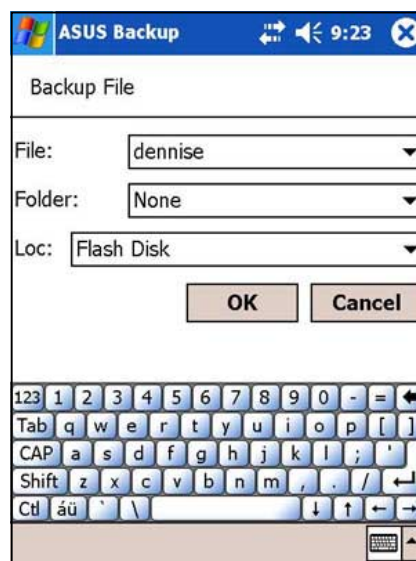 ASUS Backup 9:23
Backup File
File: dennise
Folder: None
Loc: Flash Disk
OK Cancel
123 1 2 3 4 5 6 7 8 9 0 - =
Tab q w e r t y u i o p [ ]
CAP a s d f g h j k l ; '
Shift z x c v b n m , . /
Ctl áü ` \